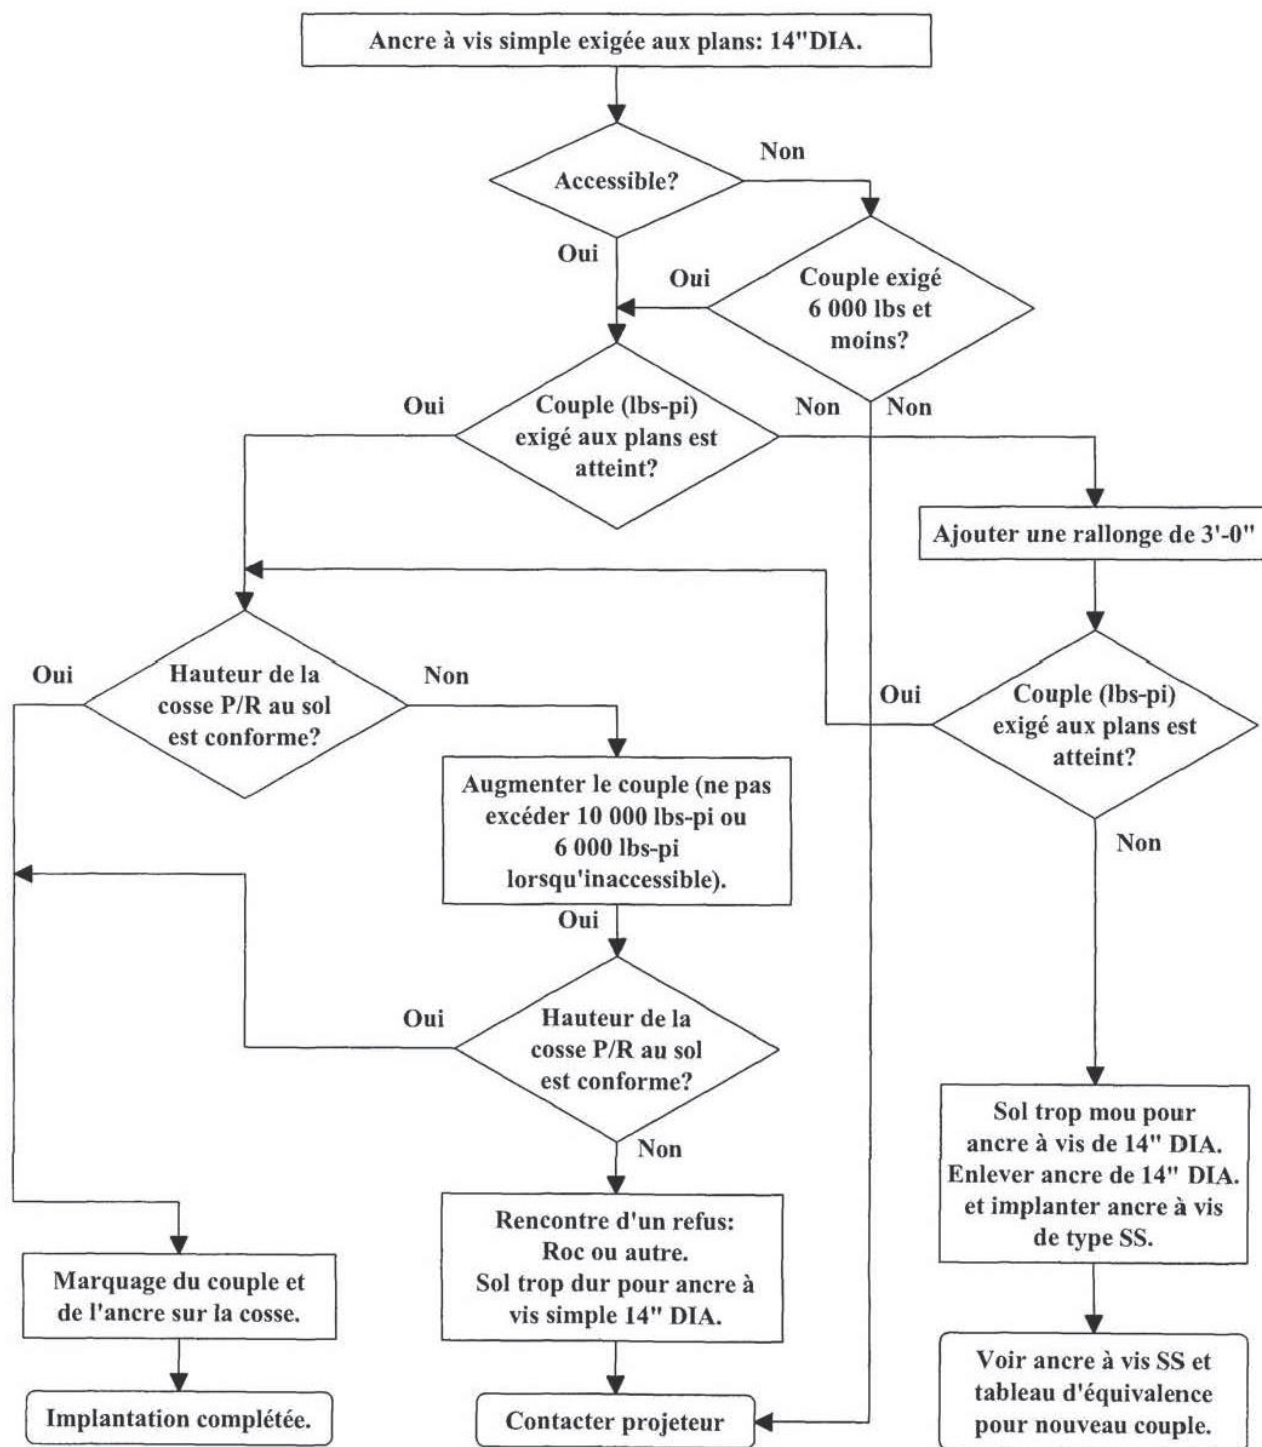 Ancre à vis simple exigée aux plans: 14"DIA.
Non
Accessible?
Oui
Oui
Couple exigé
6 000 lbs et
moins?
Oui
Couple (lbs-pi)
exigé aux plans est
atteint?
Non
Non
Ajouter une rallonge de 3'-0"
Oui
Hauteur de la
cosse P/R au sol
est conforme?
Non
Oui
Couple (lbs-pi)
exigé aux plans est
atteint?
Augmenter le couple (ne pas
excéder 10 000 lbs-pi ou
6 000 lbs-pi
lorsqu'inaccessible).
Non
Oui
Oui
Hauteur de la
cosse P/R au sol
est conforme?
Non
Sol trop mou pour
ancre à vis de 14" DIA.
Enlever ancre de 14" DIA.
et implanter ancre à vis
de type SS.
Rencontre d'un refus:
Roc ou autre.
Sol trop dur pour ancre à
vis simple 14" DIA.
Marquage du couple et
de l'ancre sur la cosse.
Voir ancre à vis SS et
tableau d'équivalence
pour nouveau couple.
Implantation complétée.
Contacter projeteur